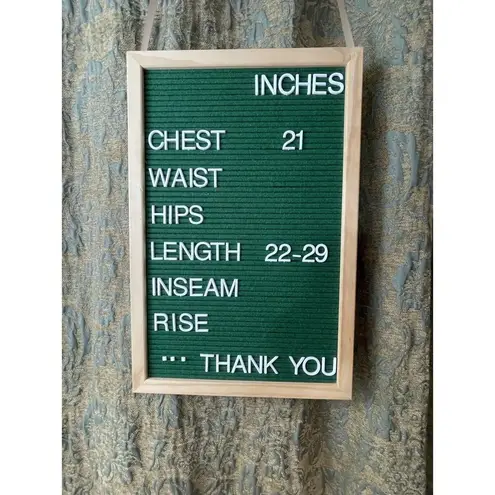 INCHES
CHEST 21
WAIST
HIPS
LENGTH 22-29
INSEAM
RISE
... THANK YOU